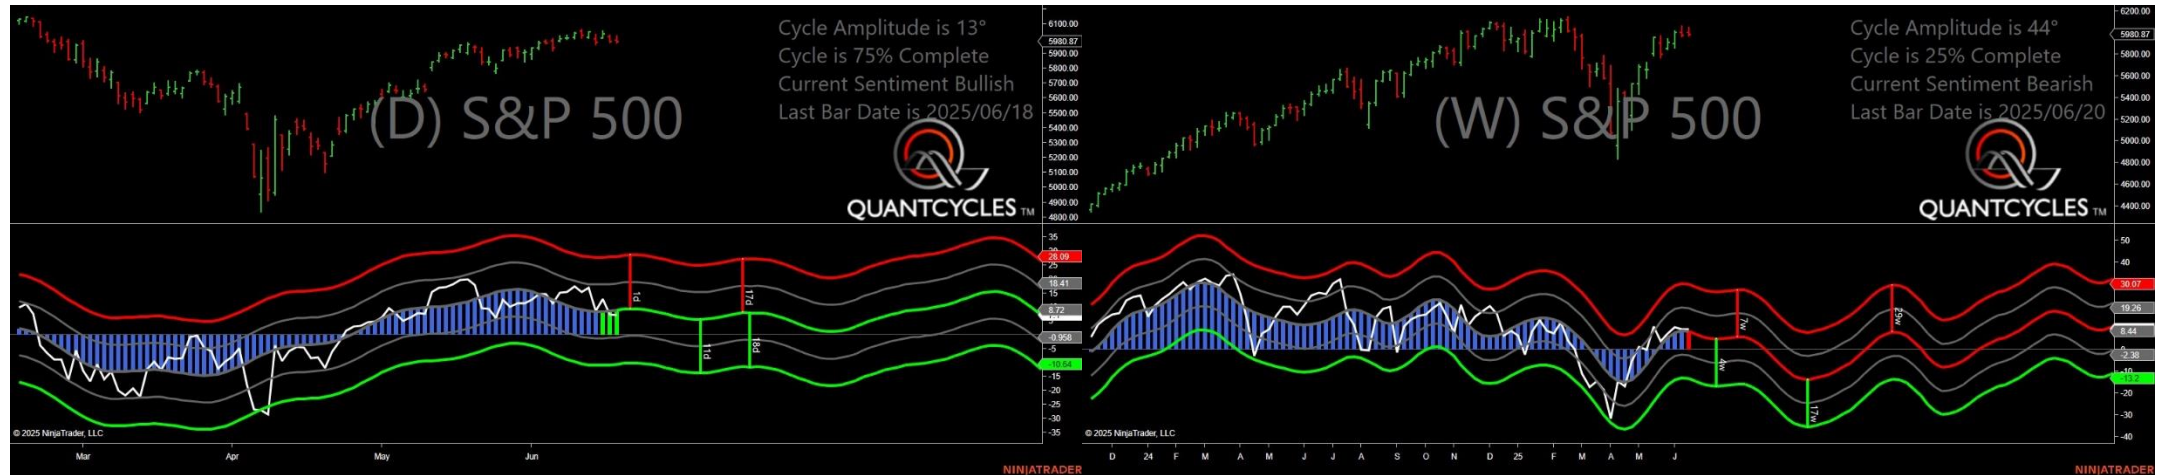 Cycle Amplitude is 13°
Cycle is 75% Complete
Current Sentiment Bullish
Last Bar Date is 2025/06/18
(D) S&P 500
QUANTCYCLES TM
6100.00
5980.87
5900.00
5800.00
5700.00
5600.00
5500.00
5400.00
5300.00
5200.00
5100.00
5000.00
4900.00
4800.00
35
28.09
18.41
15
8.72
-0.958
-5
-10.64
-15
-20
-25
-30
-35
1d
11d
17d
18d
© 2025 NinjaTrader, LLC
Mar Apr May Jun
NINJATRADER
Cycle Amplitude is 44°
Cycle is 25% Complete
Current Sentiment Bearish
Last Bar Date is 2025/06/20
(W) S&P 500
QUANTCYCLES TM
6200.00
5980.87
5800.00
5600.00
5400.00
5200.00
5000.00
4800.00
4600.00
4400.00
50
40
30.07
19.26
8.44
-2.38
-13.2
-20
-30
-40
4w
7w
17w
29w
© 2025 NinjaTrader, LLC
D 24 F M A M J J A S O N D 25 F M A M J
NINJATRADER